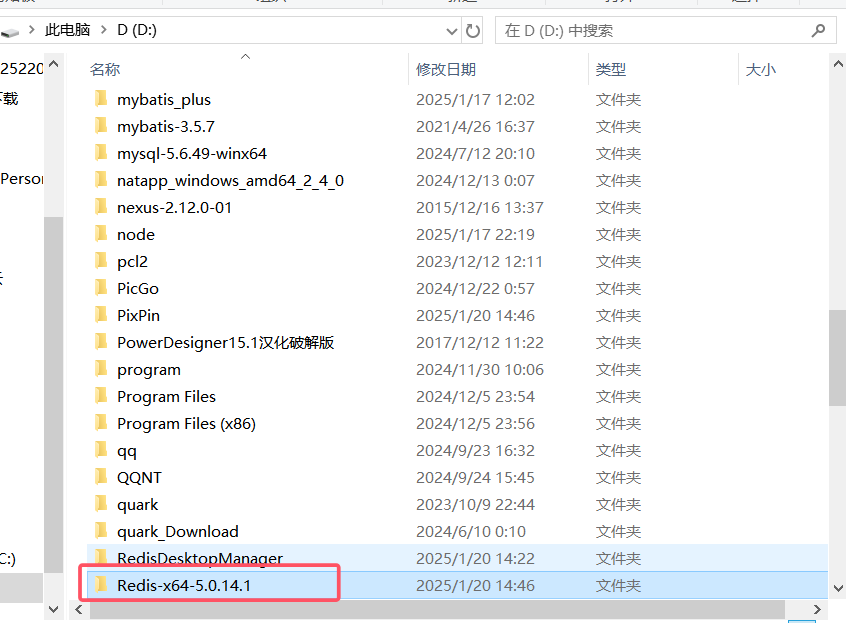 此电脑 > D (D:)
在 D (D:) 中搜索
名称 修改日期 类型 大小
25220
下载
Person
C:)
mybatis_plus 2025/1/17 12:02 文件夹
mybatis-3.5.7 2021/4/26 16:37 文件夹
mysql-5.6.49-winx64 2024/7/12 20:10 文件夹
natapp_windows_amd64_2_4_0 2024/12/13 0:07 文件夹
nexus-2.12.0-01 2015/12/16 13:37 文件夹
node 2025/1/17 22:19 文件夹
pcl2 2023/12/12 12:11 文件夹
PicGo 2024/12/22 0:57 文件夹
PixPin 2025/1/20 14:46 文件夹
PowerDesigner15.1汉化破解版 2017/12/12 11:22 文件夹
program 2024/11/30 10:06 文件夹
Program Files 2024/12/5 23:54 文件夹
Program Files (x86) 2024/12/5 23:56 文件夹
qq 2024/9/23 16:32 文件夹
QQNT 2024/9/24 15:45 文件夹
quark 2023/10/9 22:44 文件夹
quark_Download 2024/6/10 0:10 文件夹
RedisDesktopManager 2025/1/20 14:22 文件夹
Redis-x64-5.0.14.1 2025/1/20 14:46 文件夹